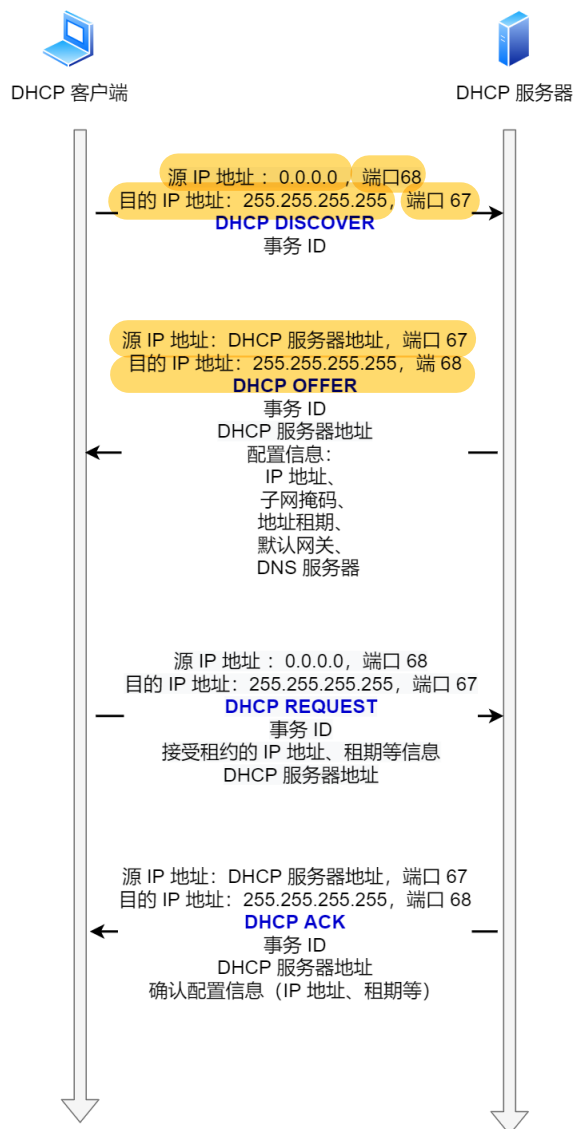 DHCP 客户端
DHCP 服务器
源 IP 地址 : 0.0.0.0 , 端口68
目的 IP 地址: 255.255.255.255, 端口 67
DHCP DISCOVER
事务 ID
源 IP 地址: DHCP 服务器地址, 端口 67
目的 IP 地址: 255.255.255.255, 端 68
DHCP OFFER
事务 ID
DHCP 服务器地址
配置信息:
IP 地址、
子网掩码、
地址租期、
默认网关、
DNS 服务器
源 IP 地址 : 0.0.0.0, 端口 68
目的 IP 地址: 255.255.255.255, 端口 67
DHCP REQUEST
事务 ID
接受租约的 IP 地址、租期等信息
DHCP 服务器地址
源 IP 地址: DHCP 服务器地址, 端口 67
目的 IP 地址: 255.255.255.255, 端口 68
DHCP ACK
事务 ID
DHCP 服务器地址
确认配置信息（IP 地址、租期等）